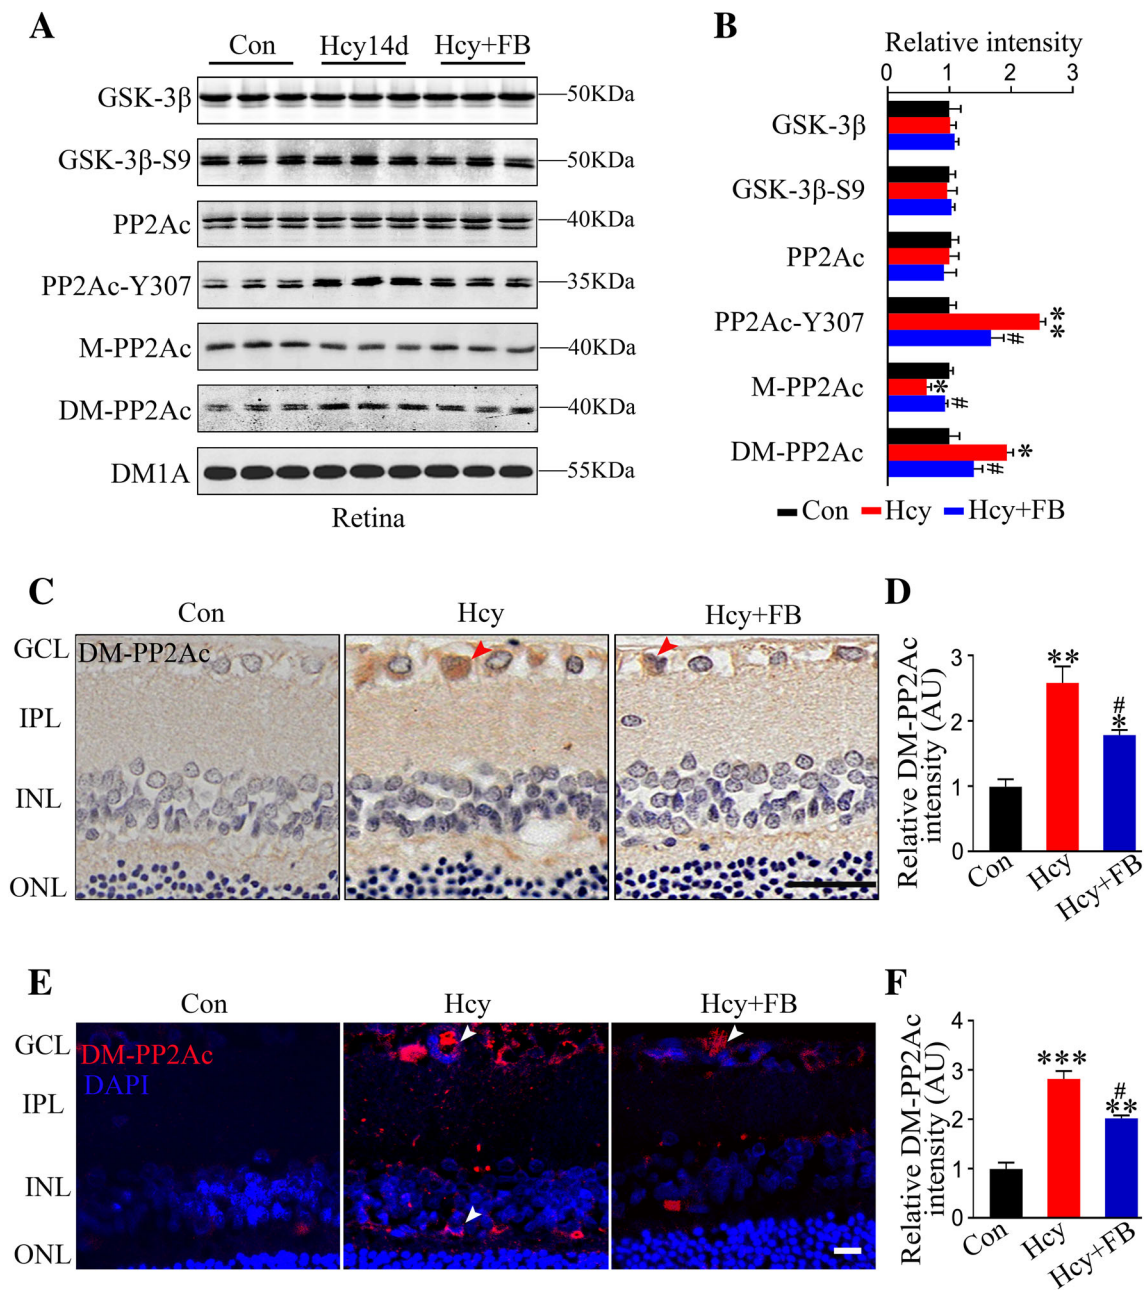 A
Con Hcy14d Hcy+FB
GSK-3β 50KDa
GSK-3β-S9 50KDa
PP2Ac 40KDa
PP2Ac-Y307 35KDa
M-PP2Ac 40KDa
DM-PP2Ac 40KDa
DM1A 55KDa
Retina
B
Relative intensity
0 1 2 3
GSK-3β
GSK-3β-S9
PP2Ac
PP2Ac-Y307 * * #
M-PP2Ac * #
DM-PP2Ac * #
Con Hcy Hcy+FB
C
Con Hcy Hcy+FB
GCL DM-PP2Ac
IPL
INL
ONL
D
Relative DM-PP2Ac
intensity (AU)
3
2
1
0
**
#
*
Con Hcy Hcy+FB
E
Con Hcy Hcy+FB
GCL DM-PP2Ac
DAPI
IPL
INL
ONL
F
Relative DM-PP2Ac
intensity (AU)
4
3
2
1
0
***
#
**
Con Hcy Hcy+FB